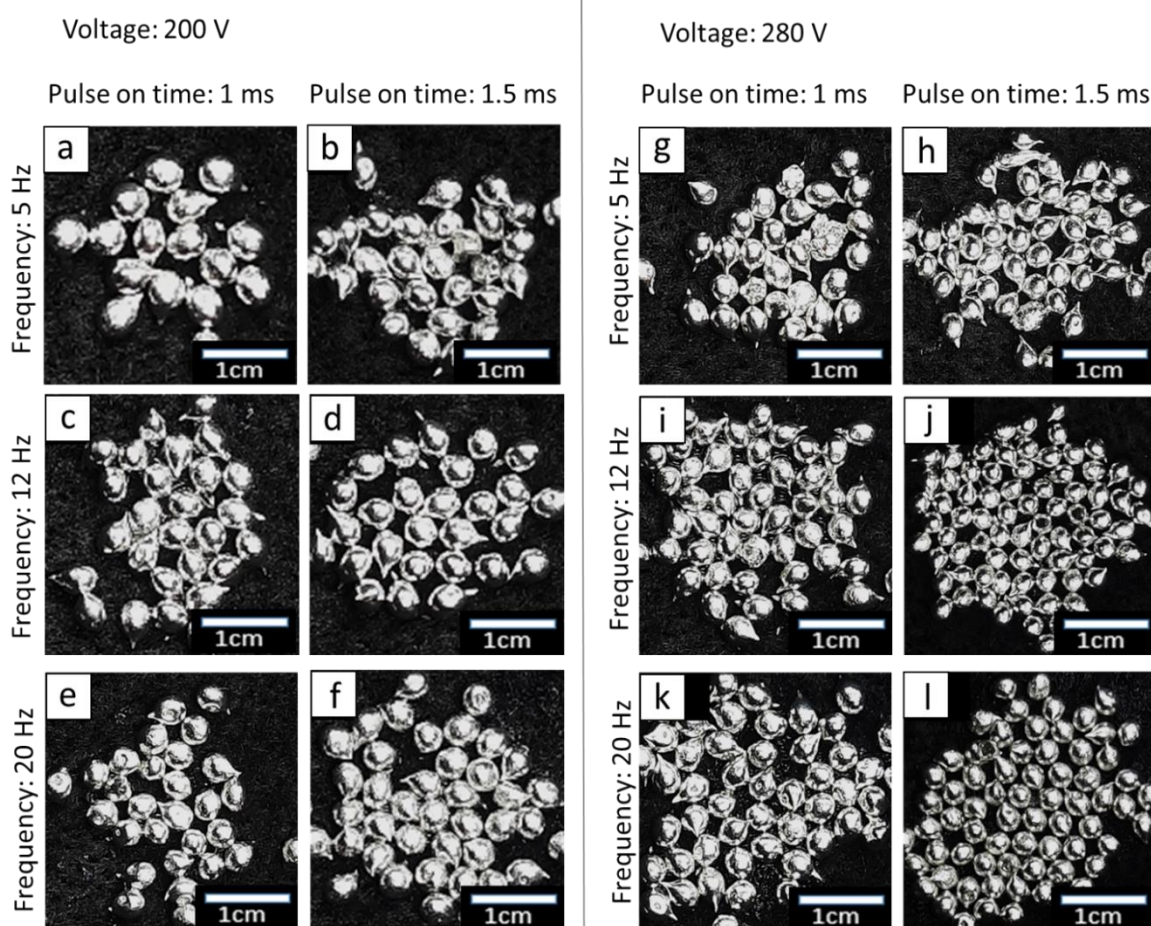 Voltage: 200 V
Voltage: 280 V
Pulse on time: 1 ms
Pulse on time: 1.5 ms
Pulse on time: 1 ms
Pulse on time: 1.5 ms
Frequency: 5 Hz
a
1cm
b
1cm
Frequency: 5 Hz
g
1cm
h
1cm
Frequency: 12 Hz
c
1cm
d
1cm
Frequency: 12 Hz
i
1cm
j
1cm
Frequency: 20 Hz
e
1cm
f
1cm
Frequency: 20 Hz
k
1cm
l
1cm